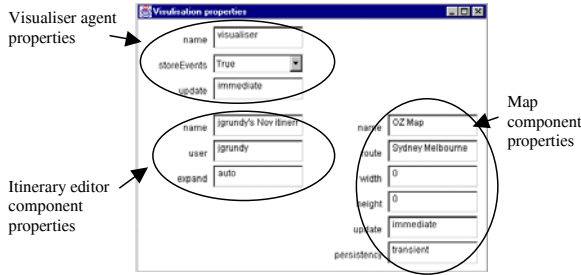 Visulisation properties
Visualiser agent
properties
name visualiser
storeEvents True
update immediate
name jgrundy's Nov itinerr
user jgrundy
expand auto
Itinerary editor
component
properties
name OZ Map
route Sydney Melbourne
width 0
height 0
update immediate
persistency transient
Map
component
properties